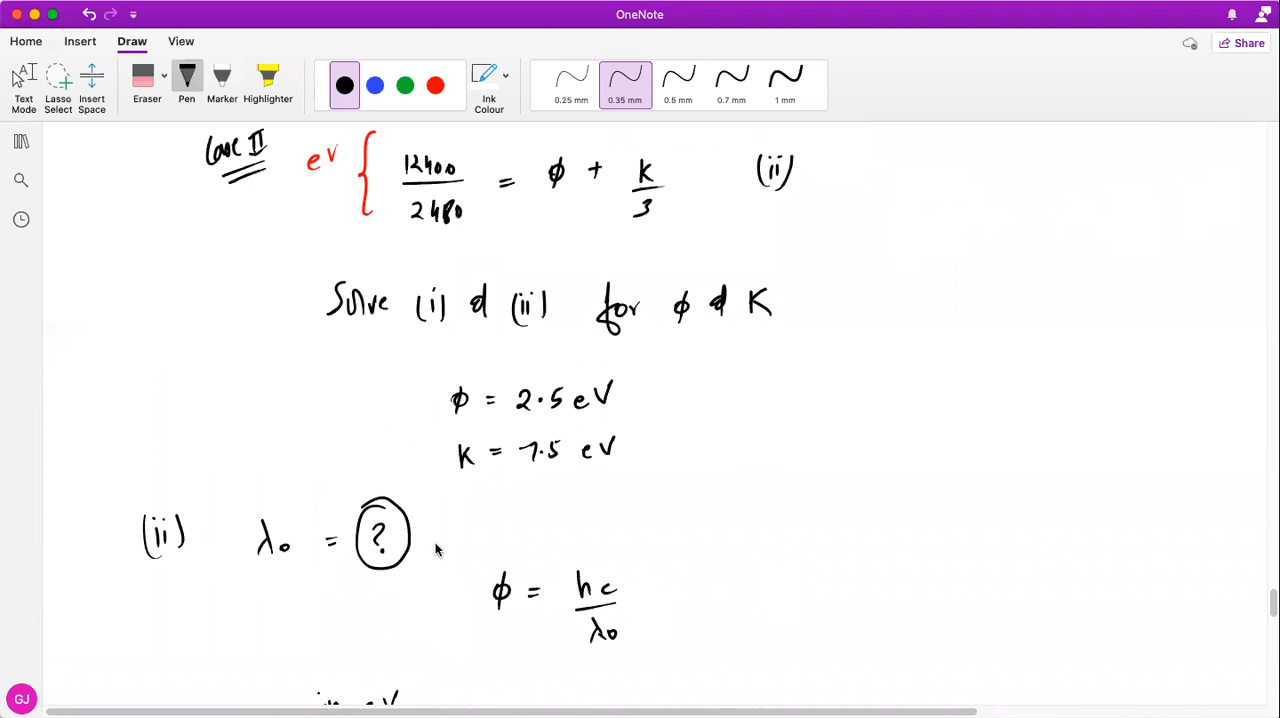 OneNote
Home Insert Draw View
Share
Text Mode
Lasso Select
Insert Space
Eraser
Pen
Marker
Highlighter
Ink Colour
0.25 mm
0.35 mm
0.5 mm
0.7 mm
1 mm
Case II eV { 12400/2480 = φ + K/3 (ii)
Solve (i) & (ii) for φ & K
φ = 2.5 eV
K = 7.5 eV
(ii) λ₀ = ?
φ = hc/λ₀
in eV
GJ